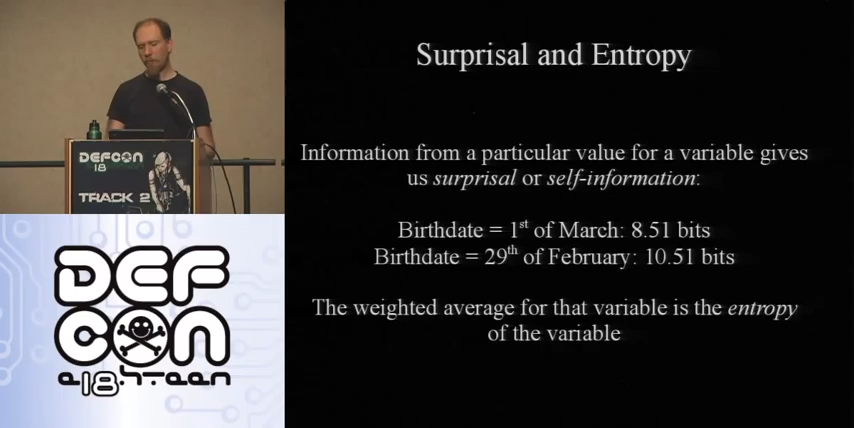 Surprisal and Entropy
Information from a particular value for a variable gives
us surprisal or self-information:
Birthdate = 1st of March: 8.51 bits
Birthdate = 29th of February: 10.51 bits
The weighted average for that variable is the entropy
of the variable
DEFCON
18
TRACK 2
DEF
CON
e18hteen